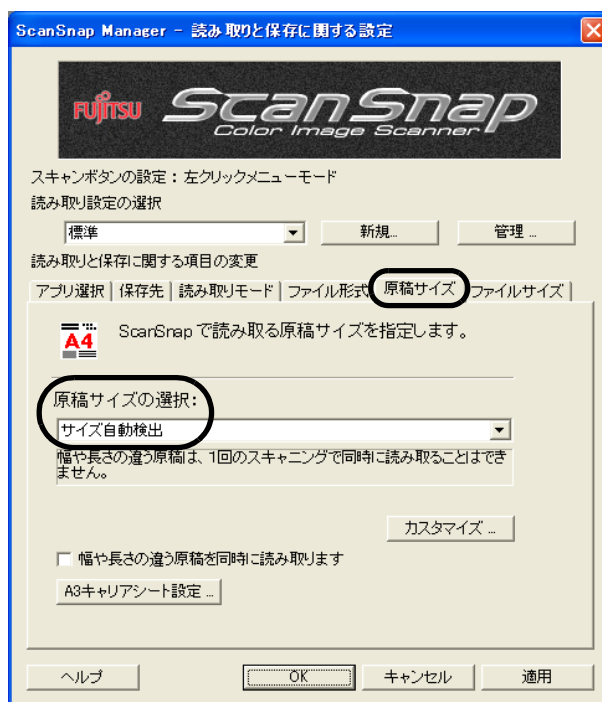 ScanSnap Manager - 読み取りと保存に関する設定
FUJITSU ScanSnap
Color Image Scanner
スキャンボタンの設定：左クリックメニューモード
読み取り設定の選択
標準 新規... 管理 ...
読み取りと保存に関する項目の変更
アプリ選択 保存先 読み取りモード ファイル形式 原稿サイズ ファイルサイズ
A4 ScanSnapで読み取る原稿サイズを指定します。
原稿サイズの選択:
サイズ自動検出
幅や長さの違う原稿は、1回のスキャニングで同時に読み取ることはでき
ません。
カスタマイズ ...
幅や長さの違う原稿を同時に読み取ります
A3キャリアシート設定 ...
ヘルプ OK キャンセル 適用